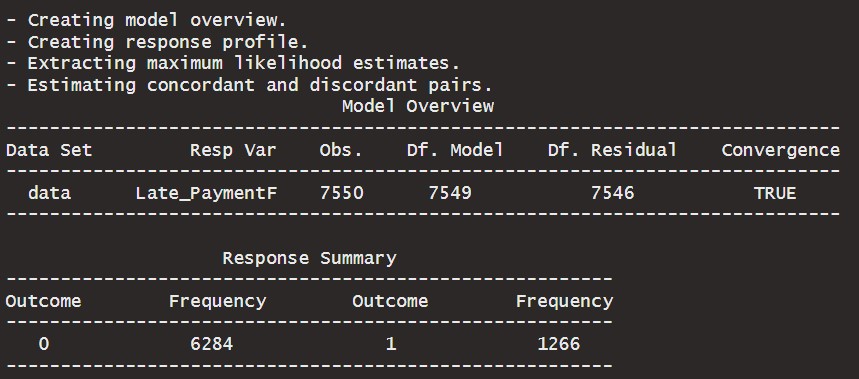 - Creating model overview.
- Creating response profile.
- Extracting maximum likelihood estimates.
- Estimating concordant and discordant pairs.
Model Overview
------------------------------------------------------------------------------
Data Set Resp Var Obs. Df. Model Df. Residual Convergence
------------------------------------------------------------------------------
data Late_PaymentF 7550 7549 7546 TRUE
------------------------------------------------------------------------------
Response Summary
--------------------------------------------------------
Outcome Frequency Outcome Frequency
--------------------------------------------------------
0 6284 1 1266
--------------------------------------------------------